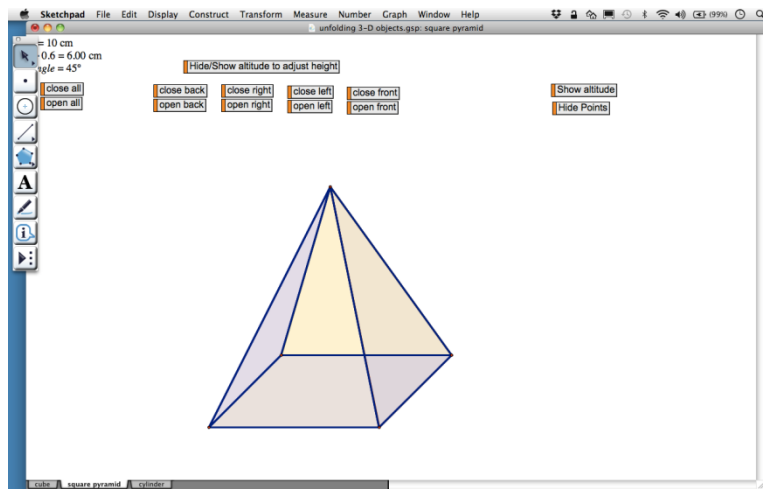 Sketchpad File Edit Display Construct Transform Measure Number Graph Window Help (99%)
unfolding 3-D objects.gsp: square pyramid
= 10 cm
0.6 = 6.00 cm
gle = 45°
Hide/Show altitude to adjust height
close all
open all
close back close right close left close front
open back open right open left open front
Show altitude
Hide Points
A
i
cube square pyramid cylinder